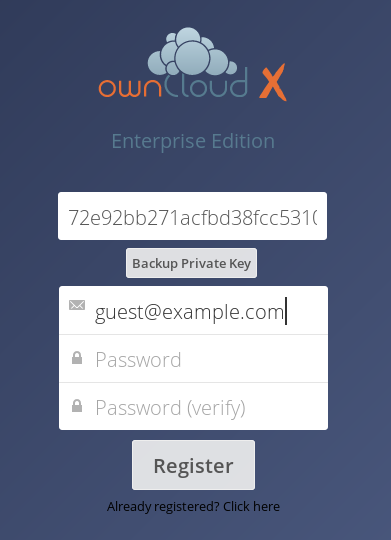 ownCloud X
Enterprise Edition
72e92bb271acfbd38fcc5310
Backup Private Key
guest@example.com
Password
Password (verify)
Register
Already registered? Click here